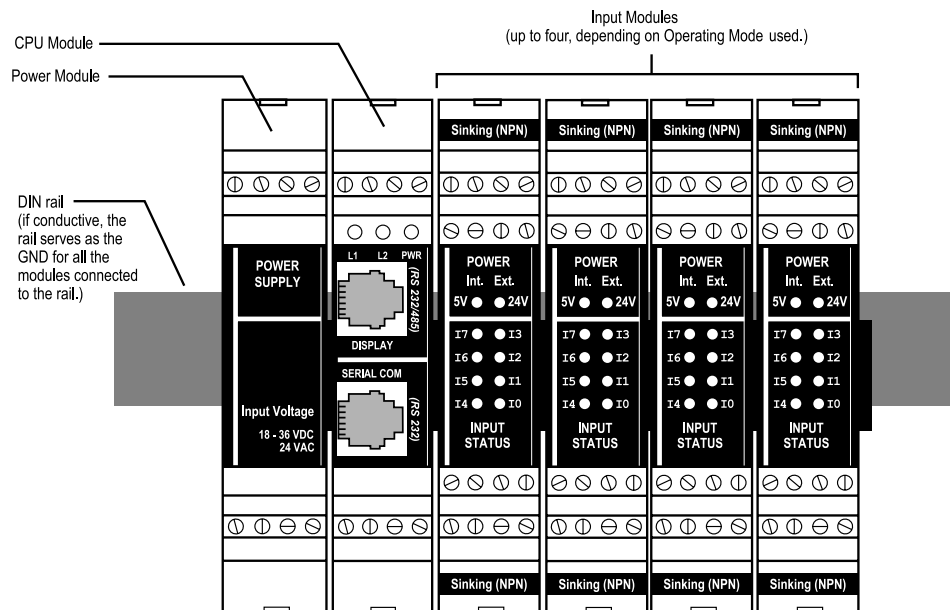 Input Modules
(up to four, depending on Operating Mode used.)
CPU Module
Power Module
DIN rail
(if conductive, the
rail serves as the
GND for all the
modules connected
to the rail.)
Sinking (NPN)
Sinking (NPN)
Sinking (NPN)
Sinking (NPN)
POWER
SUPPLY
Input Voltage
18 - 36 VDC
24 VAC
L1 L2 PWR
(RS 232/485)
DISPLAY
SERIAL COM
(RS 232)
POWER
Int. Ext.
5V 24V
I7 I3
I6 I2
I5 I1
I4 I0
INPUT
STATUS
POWER
Int. Ext.
5V 24V
I7 I3
I6 I2
I5 I1
I4 I0
INPUT
STATUS
POWER
Int. Ext.
5V 24V
I7 I3
I6 I2
I5 I1
I4 I0
INPUT
STATUS
POWER
Int. Ext.
5V 24V
I7 I3
I6 I2
I5 I1
I4 I0
INPUT
STATUS
Sinking (NPN)
Sinking (NPN)
Sinking (NPN)
Sinking (NPN)